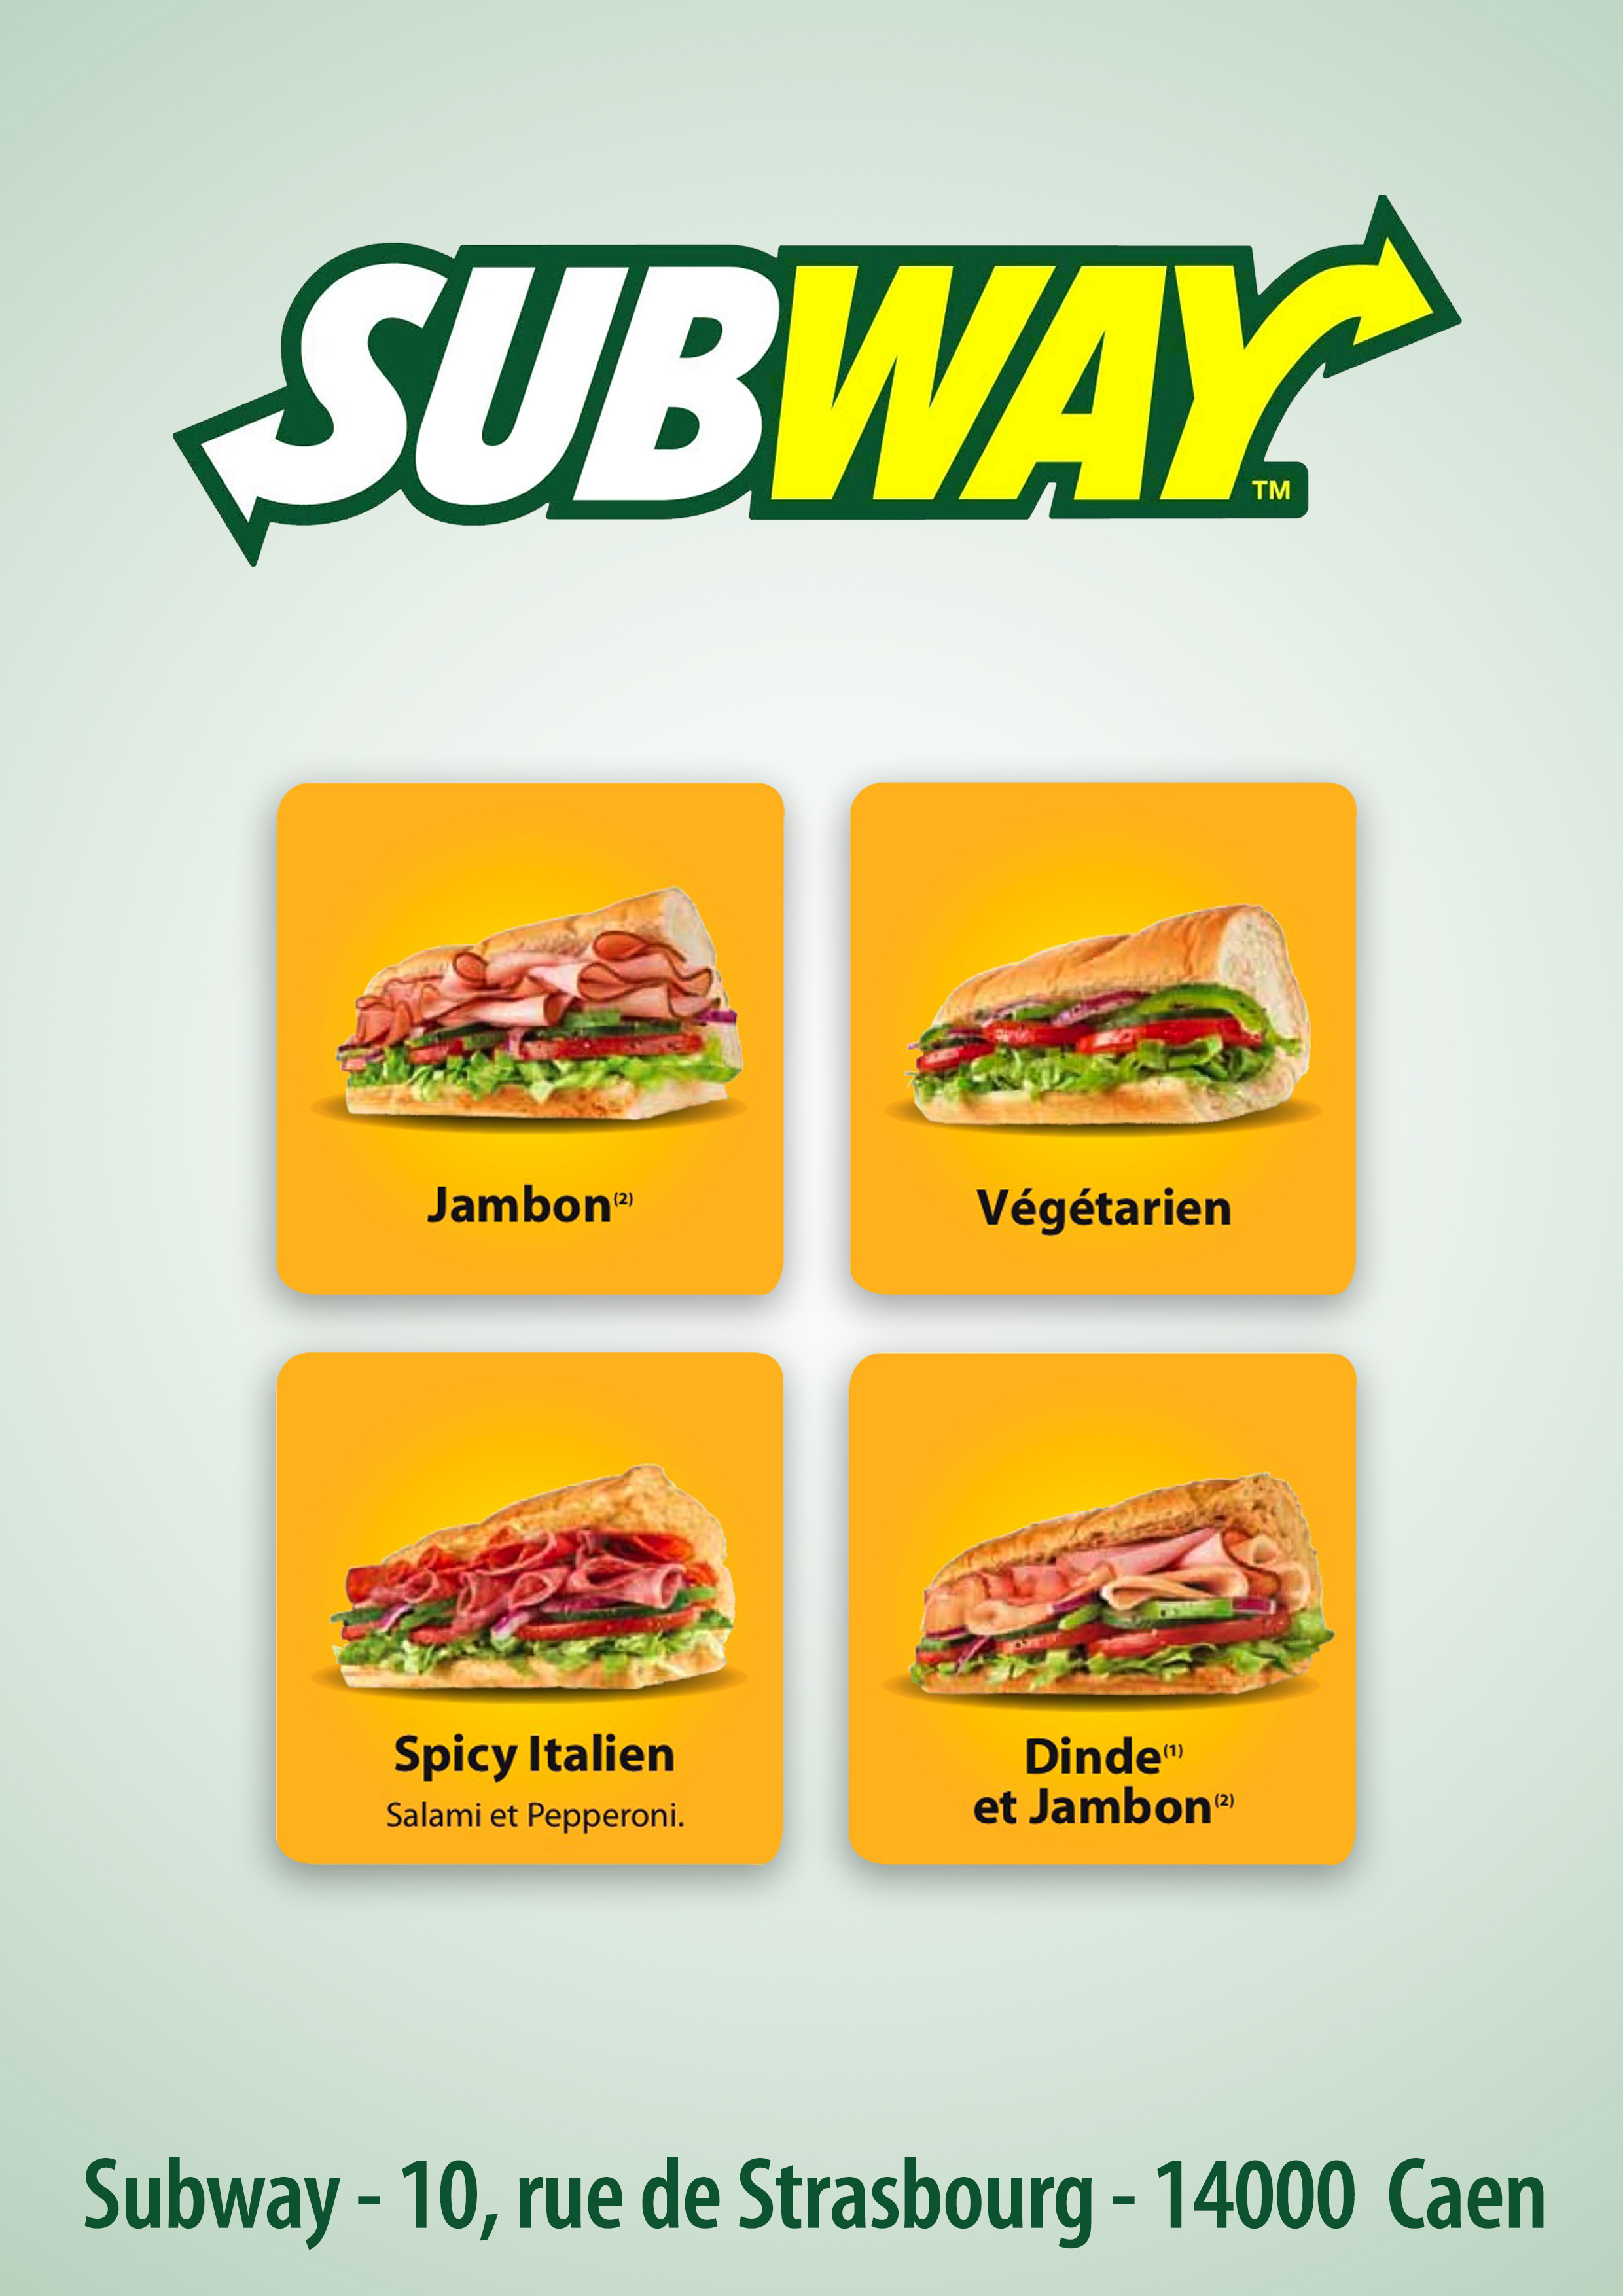 SUBWAY™
Jambon(2)
Végétarien
Spicy Italien
Salami et Pepperoni.
Dinde(1)
et Jambon(2)
Subway - 10, rue de Strasbourg - 14000 Caen